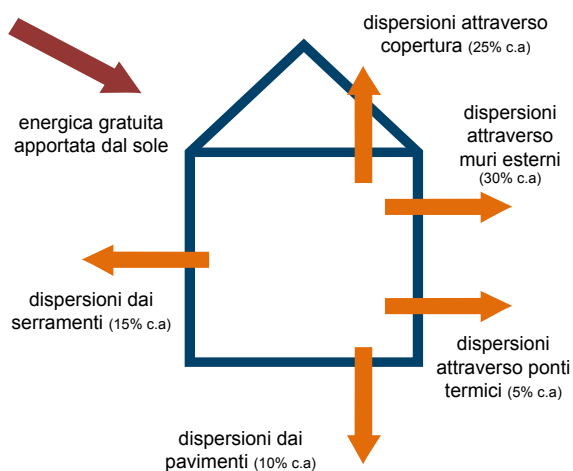 dispersioni attraverso
copertura (25% c.a)
energica gratuita
apportata dal sole
dispersioni
attraverso
muri esterni
(30% c.a)
dispersioni dai
serramenti (15% c.a)
dispersioni
attraverso ponti
termici (5% c.a)
dispersioni dai
pavimenti (10% c.a)